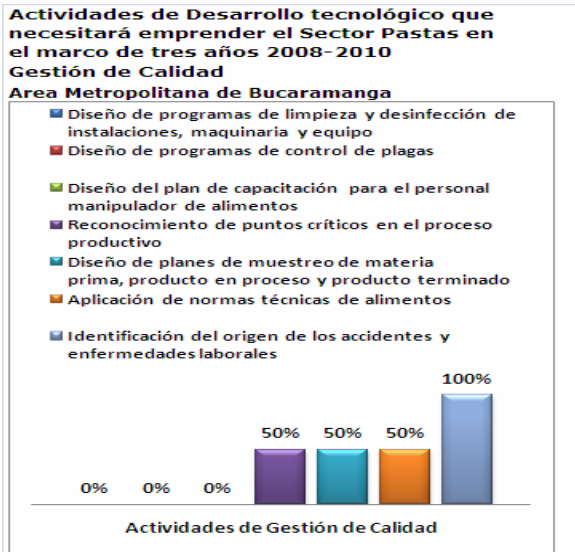 Actividades de Desarrollo tecnológico que
necesitará emprender el Sector Pastas en
el marco de tres años 2008-2010
Gestión de Calidad
Area Metropolitana de Bucaramanga
Diseño de programas de limpieza y desinfección de
instalaciones, maquinaria y equipo
Diseño de programas de control de plagas
Diseño del plan de capacitación para el personal
manipulador de alimentos
Reconocimiento de puntos críticos en el proceso
productivo
Diseño de planes de muestreo de materia
prima, producto en proceso y producto terminado
Aplicación de normas técnicas de alimentos
Identificación del origen de los accidentes y
enfermedades laborales
100%
50% 50% 50%
0% 0% 0%
Actividades de Gestión de Calidad